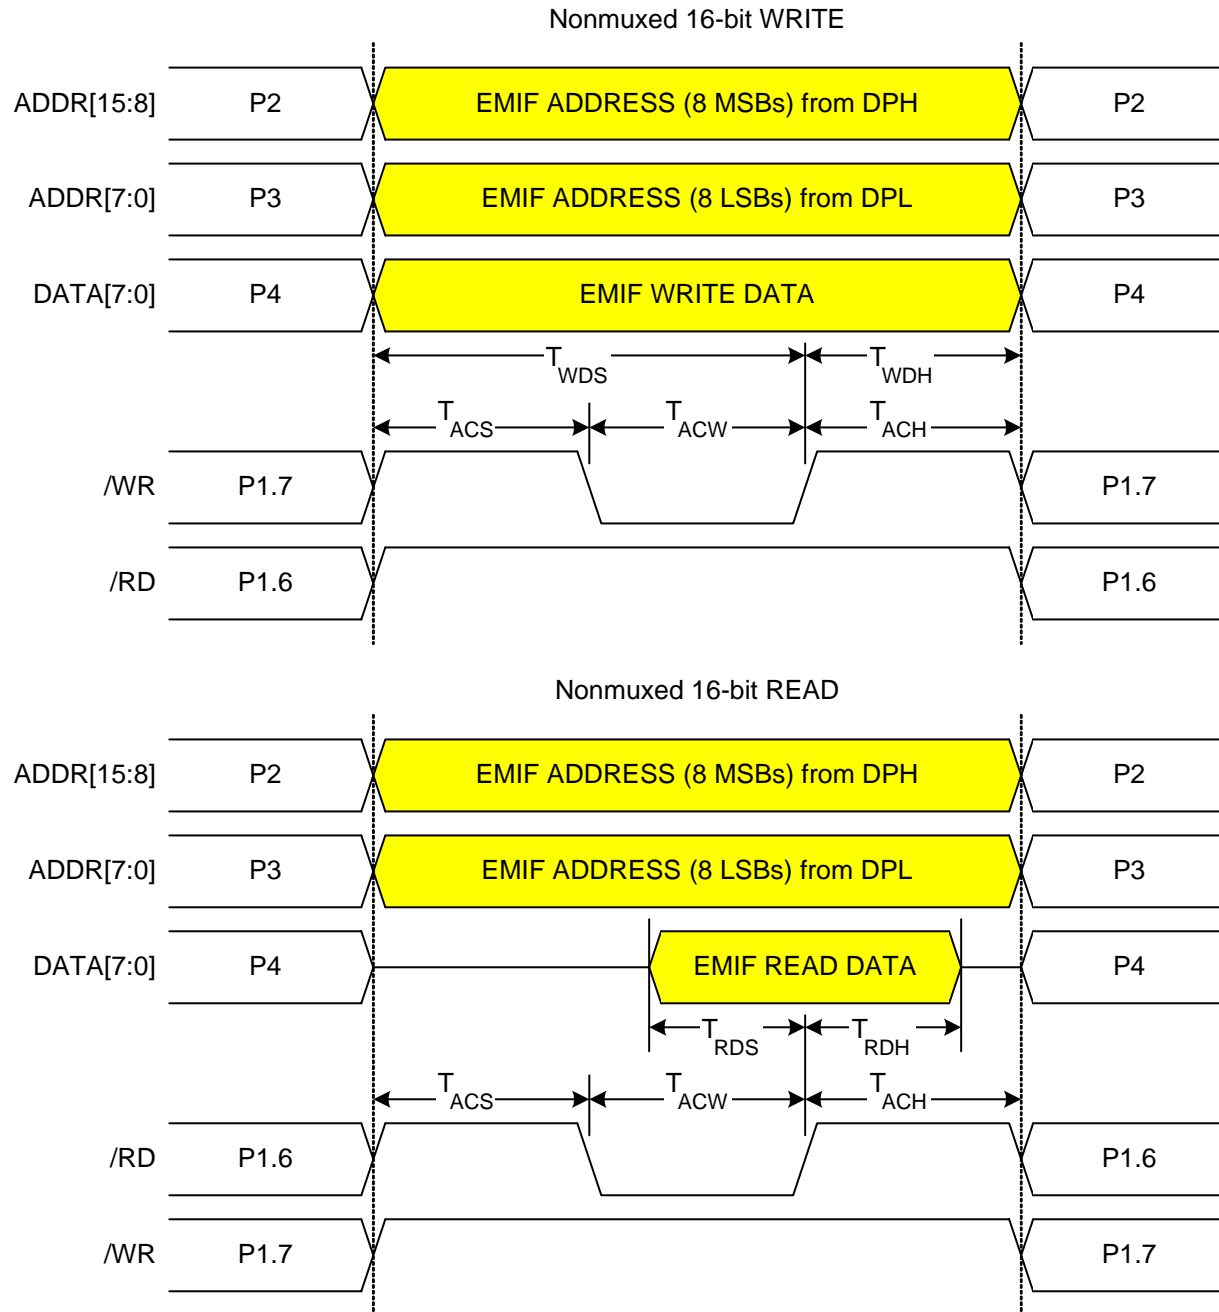 Nonmuxed 16-bit WRITE
ADDR[15:8] P2 EMIF ADDRESS (8 MSBs) from DPH P2
ADDR[7:0] P3 EMIF ADDRESS (8 LSBs) from DPL P3
DATA[7:0] P4 EMIF WRITE DATA P4
TWDS TWDH
TACS TACW TACH
/WR P1.7 P1.7
/RD P1.6 P1.6
Nonmuxed 16-bit READ
ADDR[15:8] P2 EMIF ADDRESS (8 MSBs) from DPH P2
ADDR[7:0] P3 EMIF ADDRESS (8 LSBs) from DPL P3
DATA[7:0] P4 EMIF READ DATA P4
TRDS TRDH
TACS TACW TACH
/RD P1.6 P1.6
/WR P1.7 P1.7